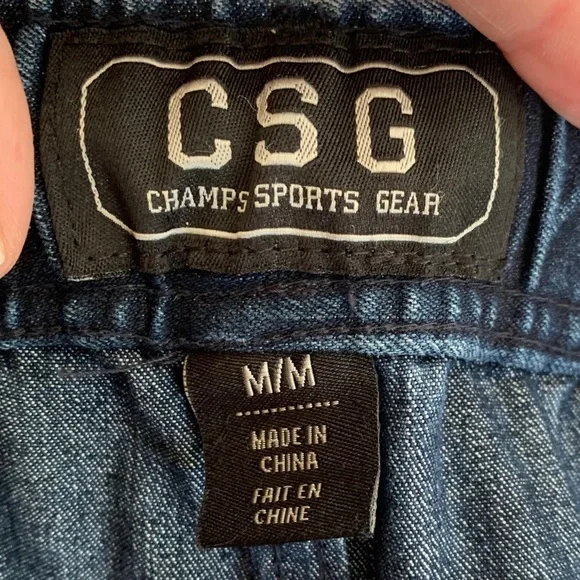 CSG
CHAMPS SPORTS GEAR
M/M
MADE IN
CHINA
FAIT EN
CHINE